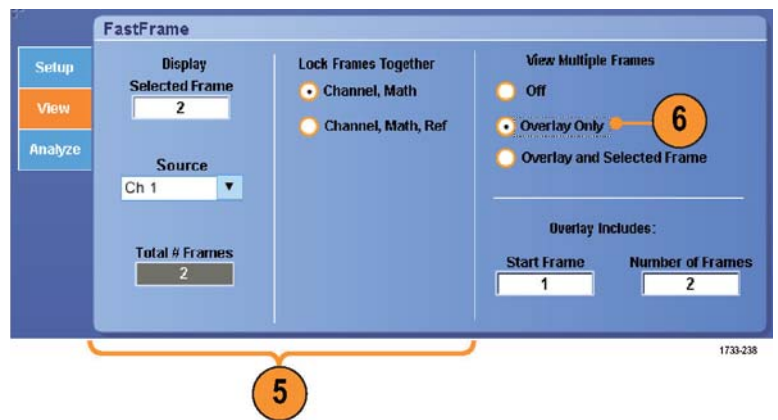 FastFrame
Setup
View
Analyze
Display
Selected Frame
2
Source
Ch 1
Total # Frames
2
Lock Frames Together
Channel, Math
Channel, Math, Ref
View Multiple Frames
Off
Overlay Only
6
Overlay and Selected Frame
Overlay Includes:
Start Frame
1
Number of Frames
2
5
1733-238